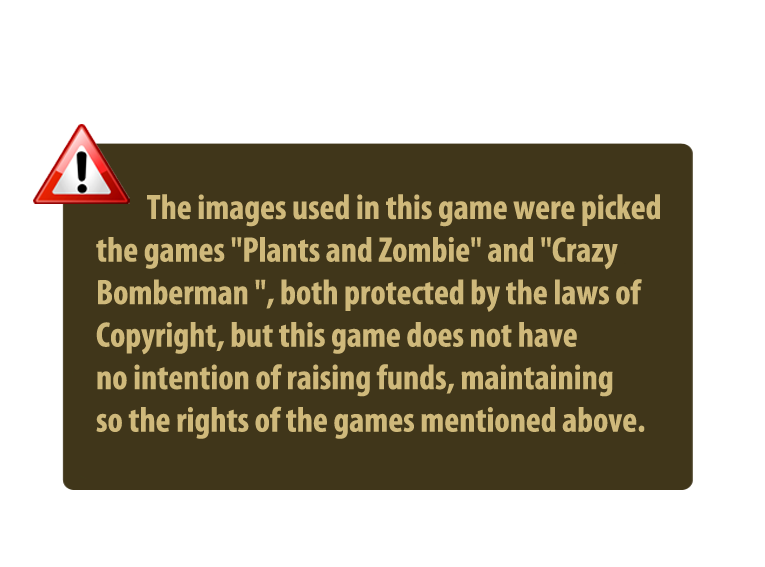 The images used in this game were picked
the games "Plants and Zombie" and "Crazy
Bomberman ", both protected by the laws of
Copyright, but this game does not have
no intention of raising funds, maintaining
so the rights of the games mentioned above.